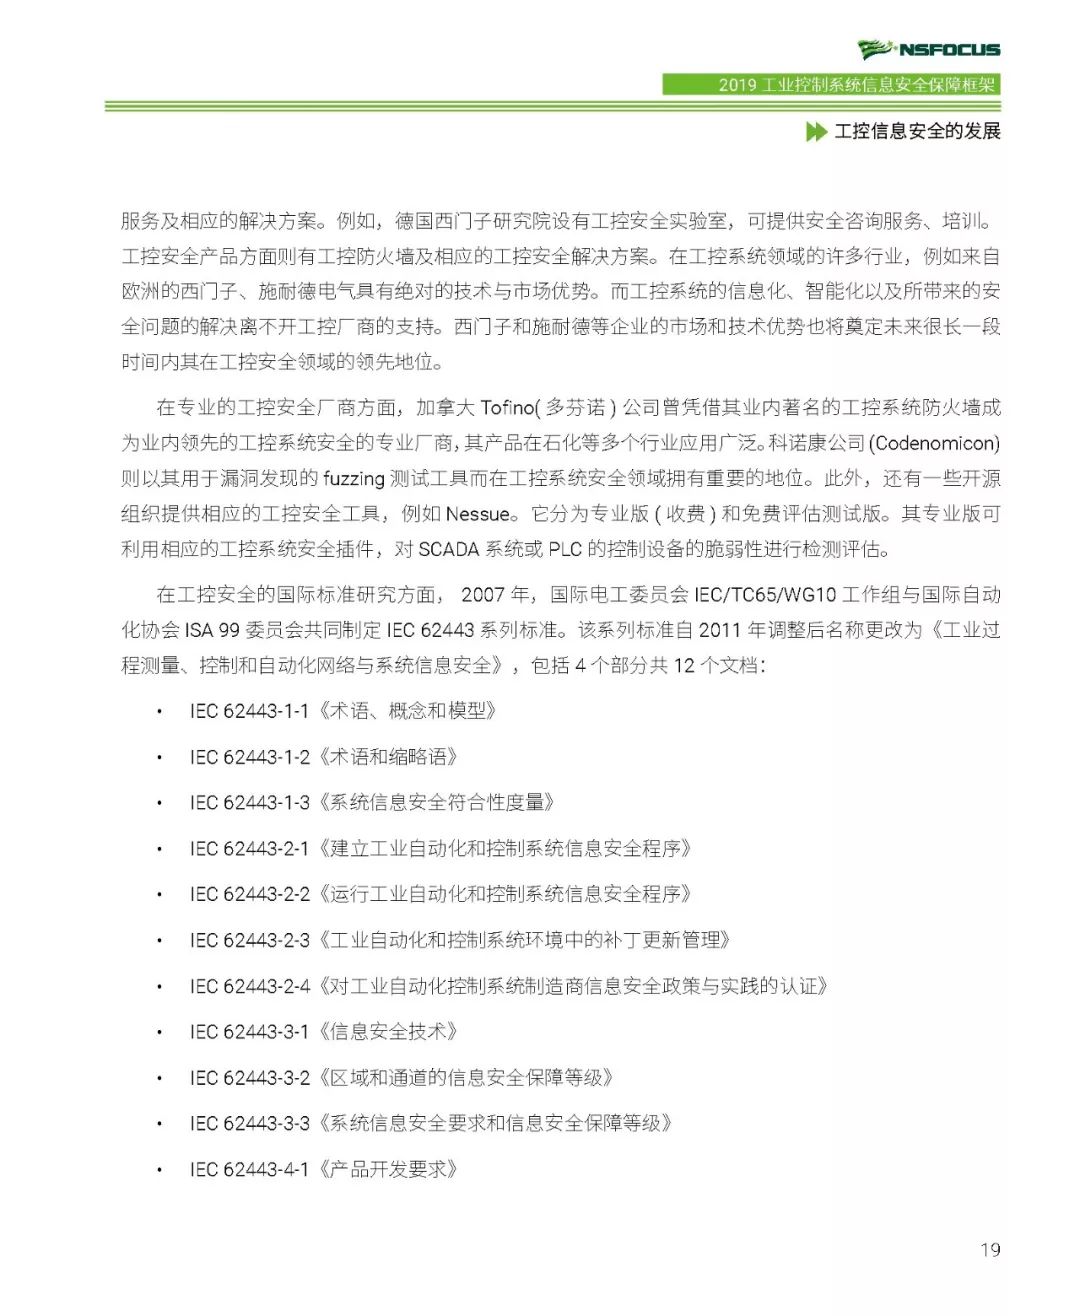 NSFOCUS
2019 工业控制系统信息安全保障框架
工控信息安全的发展
服务及相应的解决方案。例如，德国西门子研究院设有工控安全实验室，可提供安全咨询服务、培训。
工控安全产品方面则有工控防火墙及相应的工控安全解决方案。在工控系统领域的许多行业，例如来自
欧洲的西门子、施耐德电气具有绝对的技术与市场优势。而工控系统的信息化、智能化以及所带来的安
全问题的解决离不开工控厂商的支持。西门子和施耐德等企业的市场和技术优势也将奠定未来很长一段
时间内其在工控安全领域的领先地位。
在专业的工控安全厂商方面，加拿大 Tofino( 多芬诺 ) 公司曾凭借其业内著名的工控系统防火墙成
为业内领先的工控系统安全的专业厂商，其产品在石化等多个行业应用广泛。科诺康公司 (Codenomicon)
则以其用于漏洞发现的 fuzzing 测试工具而在工控系统安全领域拥有重要的地位。此外，还有一些开源
组织提供相应的工控安全工具，例如 Nessue。它分为专业版 ( 收费 ) 和免费评估测试版。其专业版可
利用相应的工控系统安全插件，对 SCADA 系统或 PLC 的控制设备的脆弱性进行检测评估。
在工控安全的国际标准研究方面， 2007 年，国际电工委员会 IEC/TC65/WG10 工作组与国际自动
化协会 ISA 99 委员会共同制定 IEC 62443 系列标准。该系列标准自 2011 年调整后名称更改为《工业过
程测量、控制和自动化网络与系统信息安全》，包括 4 个部分共 12 个文档：
• IEC 62443-1-1《术语、概念和模型》
• IEC 62443-1-2《术语和缩略语》
• IEC 62443-1-3《系统信息安全符合性度量》
• IEC 62443-2-1《建立工业自动化和控制系统信息安全程序》
• IEC 62443-2-2《运行工业自动化和控制系统信息安全程序》
• IEC 62443-2-3《工业自动化和控制系统环境中的补丁更新管理》
• IEC 62443-2-4《对工业自动化控制系统制造商信息安全政策与实践的认证》
• IEC 62443-3-1《信息安全技术》
• IEC 62443-3-2《区域和通道的信息安全保障等级》
• IEC 62443-3-3《系统信息安全要求和信息安全保障等级》
• IEC 62443-4-1《产品开发要求》
19